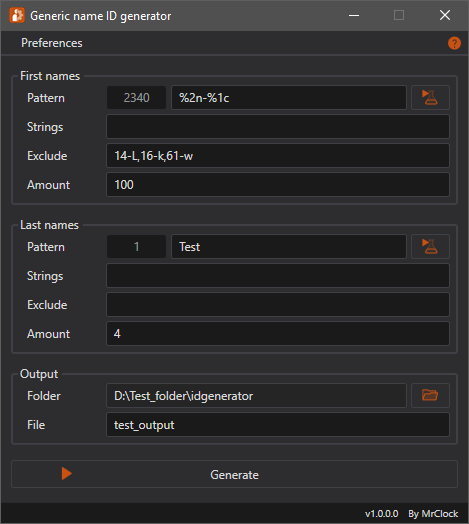 Generic name ID generator
Preferences ?
First names
Pattern 2340 %2n-%1c
Strings
Exclude 14-L,16-k,61-w
Amount 100
Last names
Pattern 1 Test
Strings
Exclude
Amount 4
Output
Folder D:\Test_folder\idgenerator
File test_output
Generate
v1.0.0.0 By MrClock